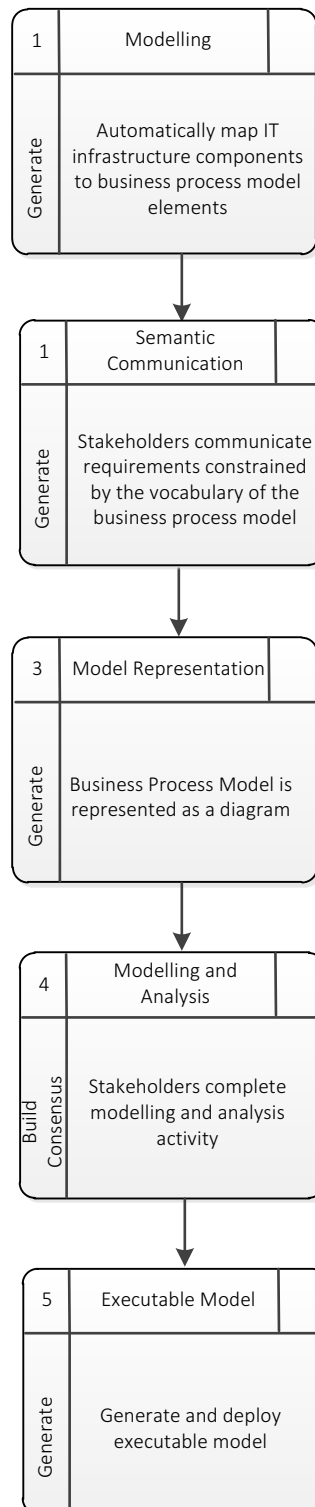 1
Modelling
Generate
Automatically map IT
infrastructure components
to business process model
elements
1
Semantic
Communication
Generate
Stakeholders communicate
requirements constrained
by the vocabulary of the
business process model
3
Model Representation
Generate
Business Process Model is
represented as a diagram
4
Modelling and
Analysis
Build
Consensus
Stakeholders complete
modelling and analysis
activity
5
Executable Model
Generate
Generate and deploy
executable model